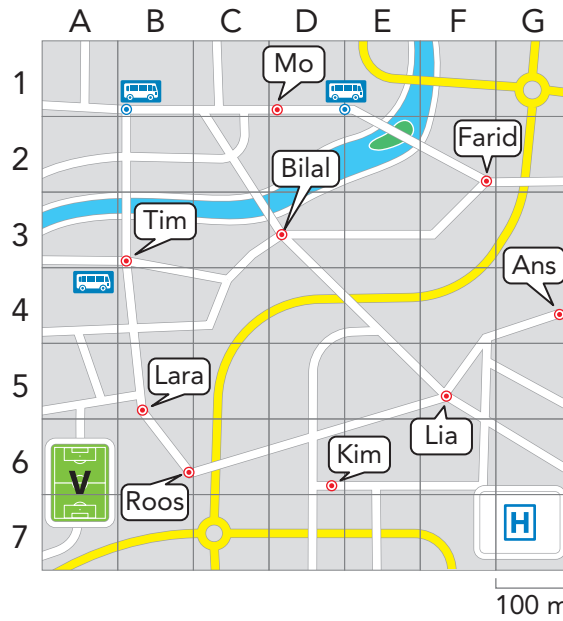 A B C D E F G
1
Mo
2
Farid
Bilal
3
Tim
Ans
4
5
Lara
Lia
6
Kim
V
Roos
7
H
100 m